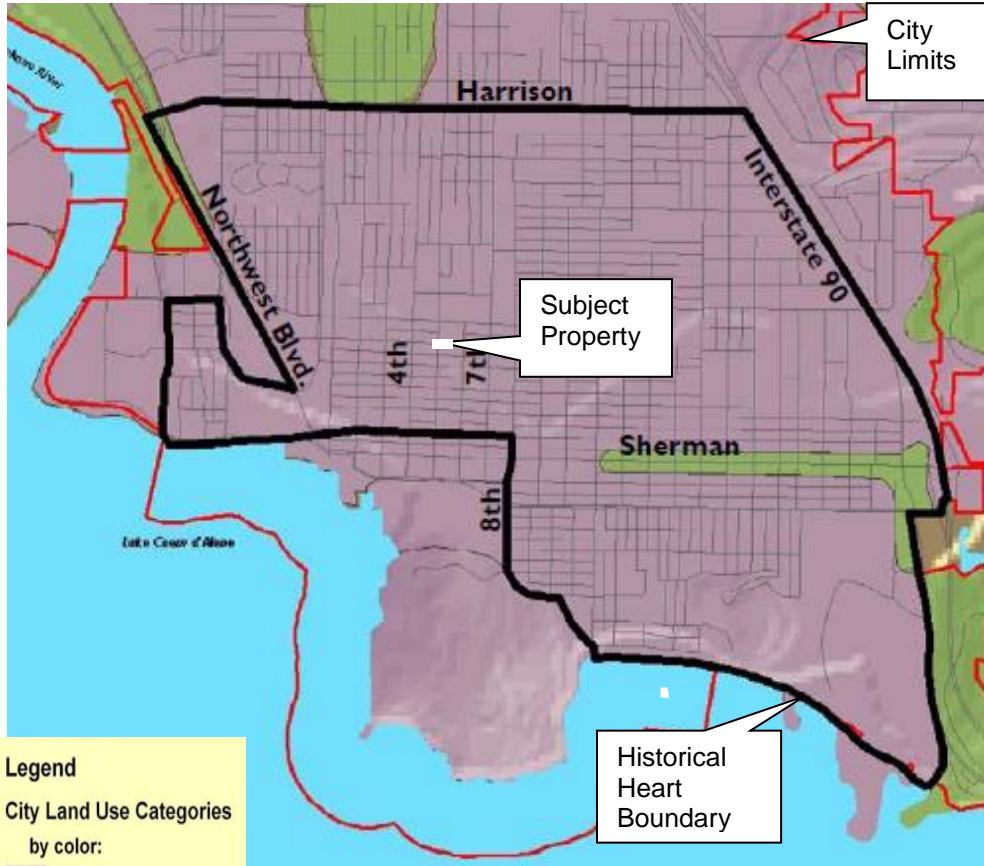 City
Limits
River
Harrison
Interstate 90
Northwest Blvd.
Subject
Property
4th
7th
Sherman
8th
Lake Coeur d'Alene
Historical
Heart
Boundary
Legend
City Land Use Categories
by color: